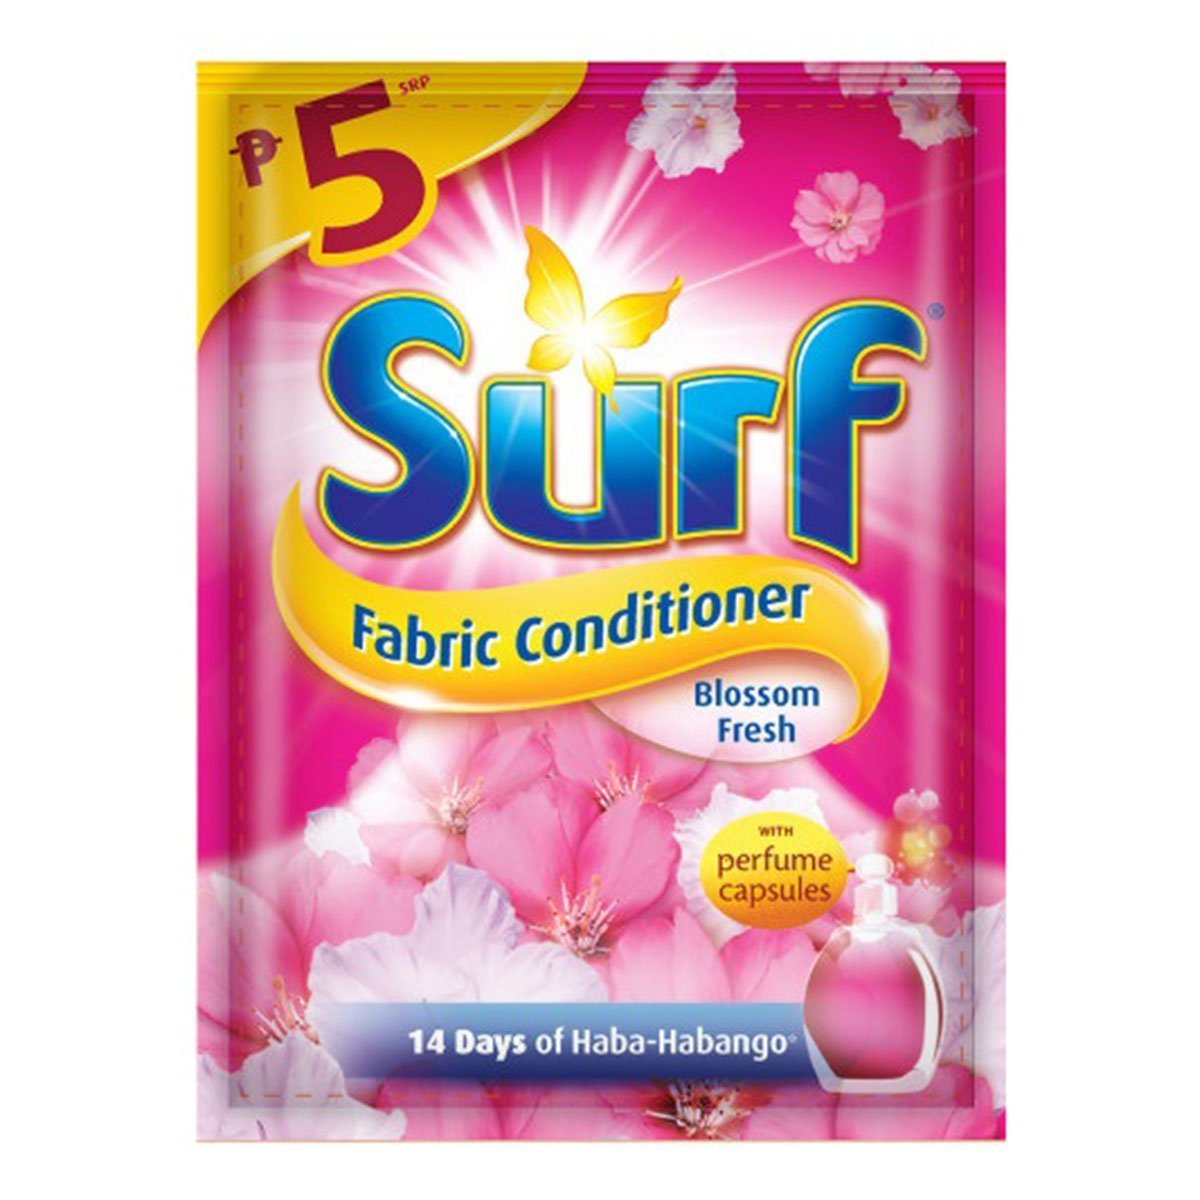 ₱5 SRP
Surf®
Fabric Conditioner
Blossom
Fresh
WITH
perfume
capsules
14 Days of Haba-Habango*